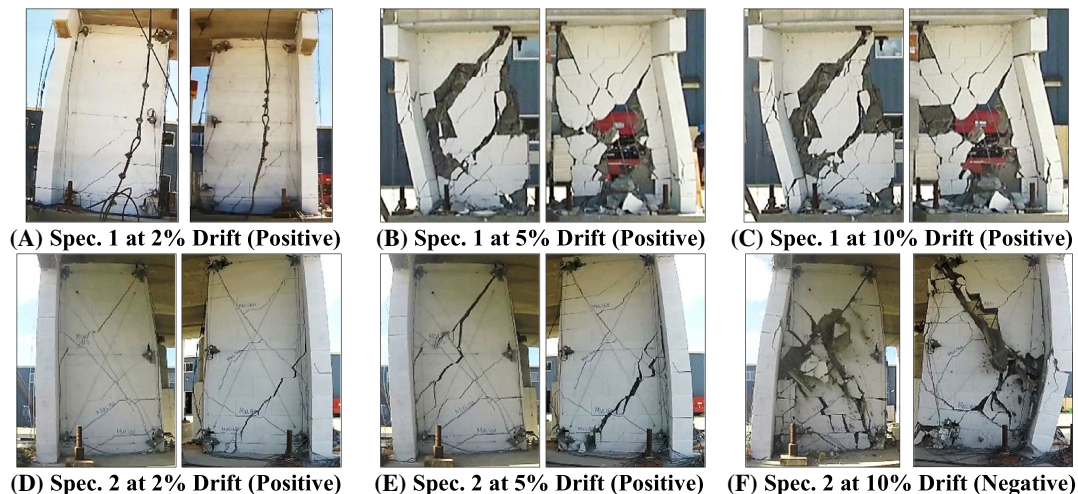 (A) Spec. 1 at 2% Drift (Positive)
(B) Spec. 1 at 5% Drift (Positive)
(C) Spec. 1 at 10% Drift (Positive)
(D) Spec. 2 at 2% Drift (Positive)
(E) Spec. 2 at 5% Drift (Positive)
(F) Spec. 2 at 10% Drift (Negative)